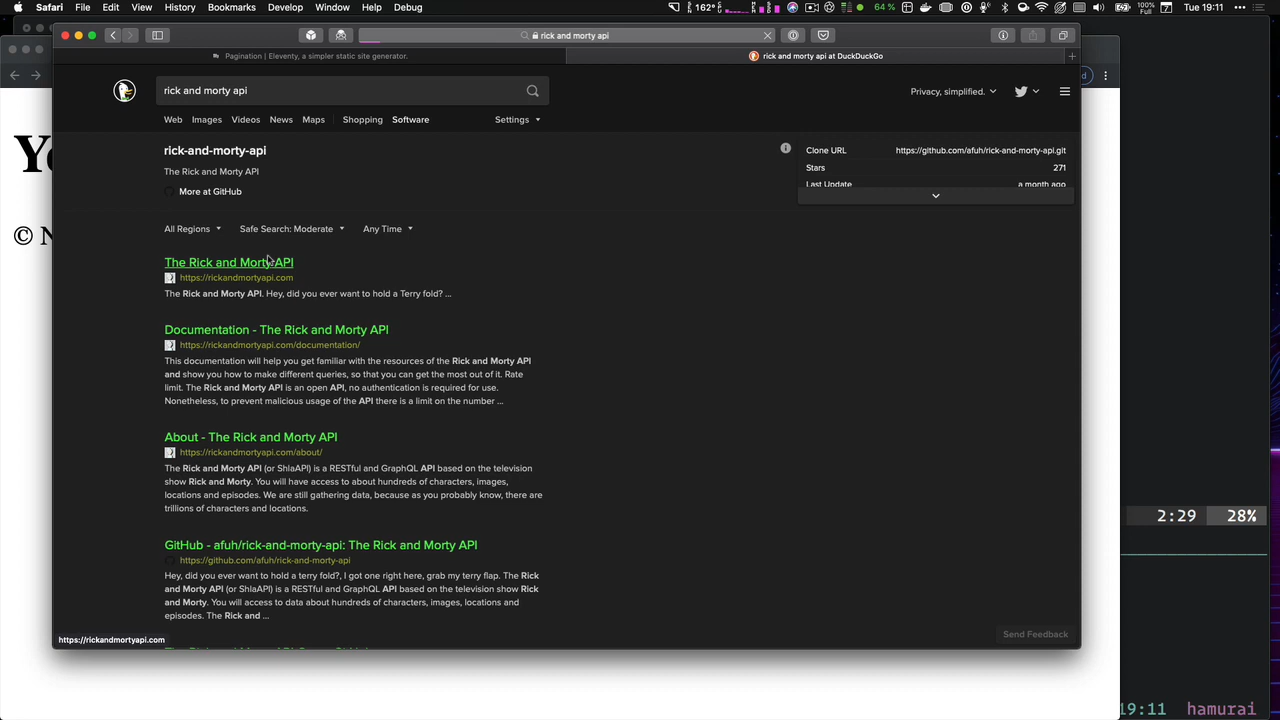 Safari File Edit View History Bookmarks Develop Window Help Debug
162° 64 % 100% Full Tue 19:11
rick and morty api
Pagination | Eleventy, a simpler static site generator.
rick and morty api at DuckDuckGo
rick and morty api
Privacy, simplified.
Web Images Videos News Maps Shopping Software Settings
rick-and-morty-api
The Rick and Morty API
More at GitHub
Clone URL https://github.com/afuh/rick-and-morty-api.git
Stars 271
Last Update a month ago
All Regions Safe Search: Moderate Any Time
The Rick and Morty API
https://rickandmortyapi.com
The Rick and Morty API. Hey, did you ever want to hold a Terry fold? ...
Documentation - The Rick and Morty API
https://rickandmortyapi.com/documentation/
This documentation will help you get familiar with the resources of the Rick and Morty API
and show you how to make different queries, so that you can get the most out of it. Rate
limit. The Rick and Morty API is an open API, no authentication is required for use.
Nonetheless, to prevent malicious usage of the API there is a limit on the number ...
About - The Rick and Morty API
https://rickandmortyapi.com/about/
The Rick and Morty API (or ShlaAPI) is a RESTful and GraphQL API based on the television
show Rick and Morty. You will have access to about hundreds of characters, images,
locations and episodes. We are still gathering data, because as you probably know, there are
trillions of characters and locations.
GitHub - afuh/rick-and-morty-api: The Rick and Morty API
https://github.com/afuh/rick-and-morty-api
Hey, did you ever want to hold a terry fold?, I got one right here, grab my terry flap. The Rick
and Morty API (or ShlaAPI) is a RESTful and GraphQL API based on the television show Rick
and Morty. You will access to data about hundreds of characters, images, locations and
episodes. The Rick and ...
https://rickandmortyapi.com
Send Feedback
2:29 28%
19:11 hamurai